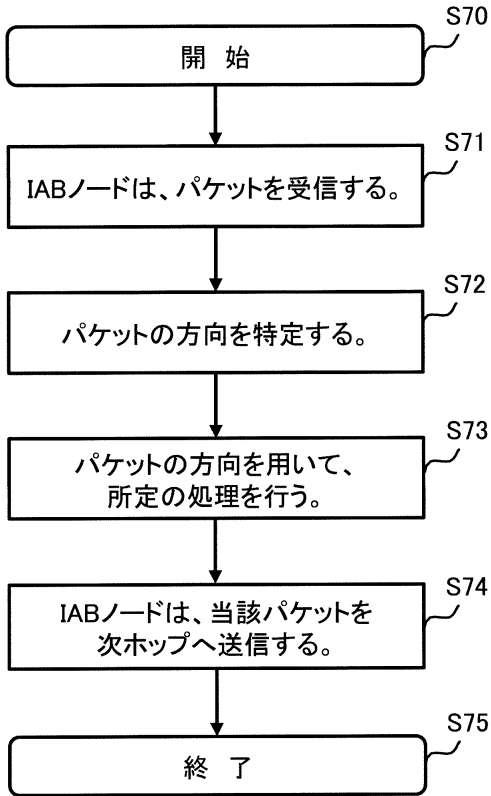 S70
開 始
S71
IABノードは、パケットを受信する。
S72
パケットの方向を特定する。
S73
パケットの方向を用いて、
所定の処理を行う。
S74
IABノードは、当該パケットを
次ホップへ送信する。
S75
終 了